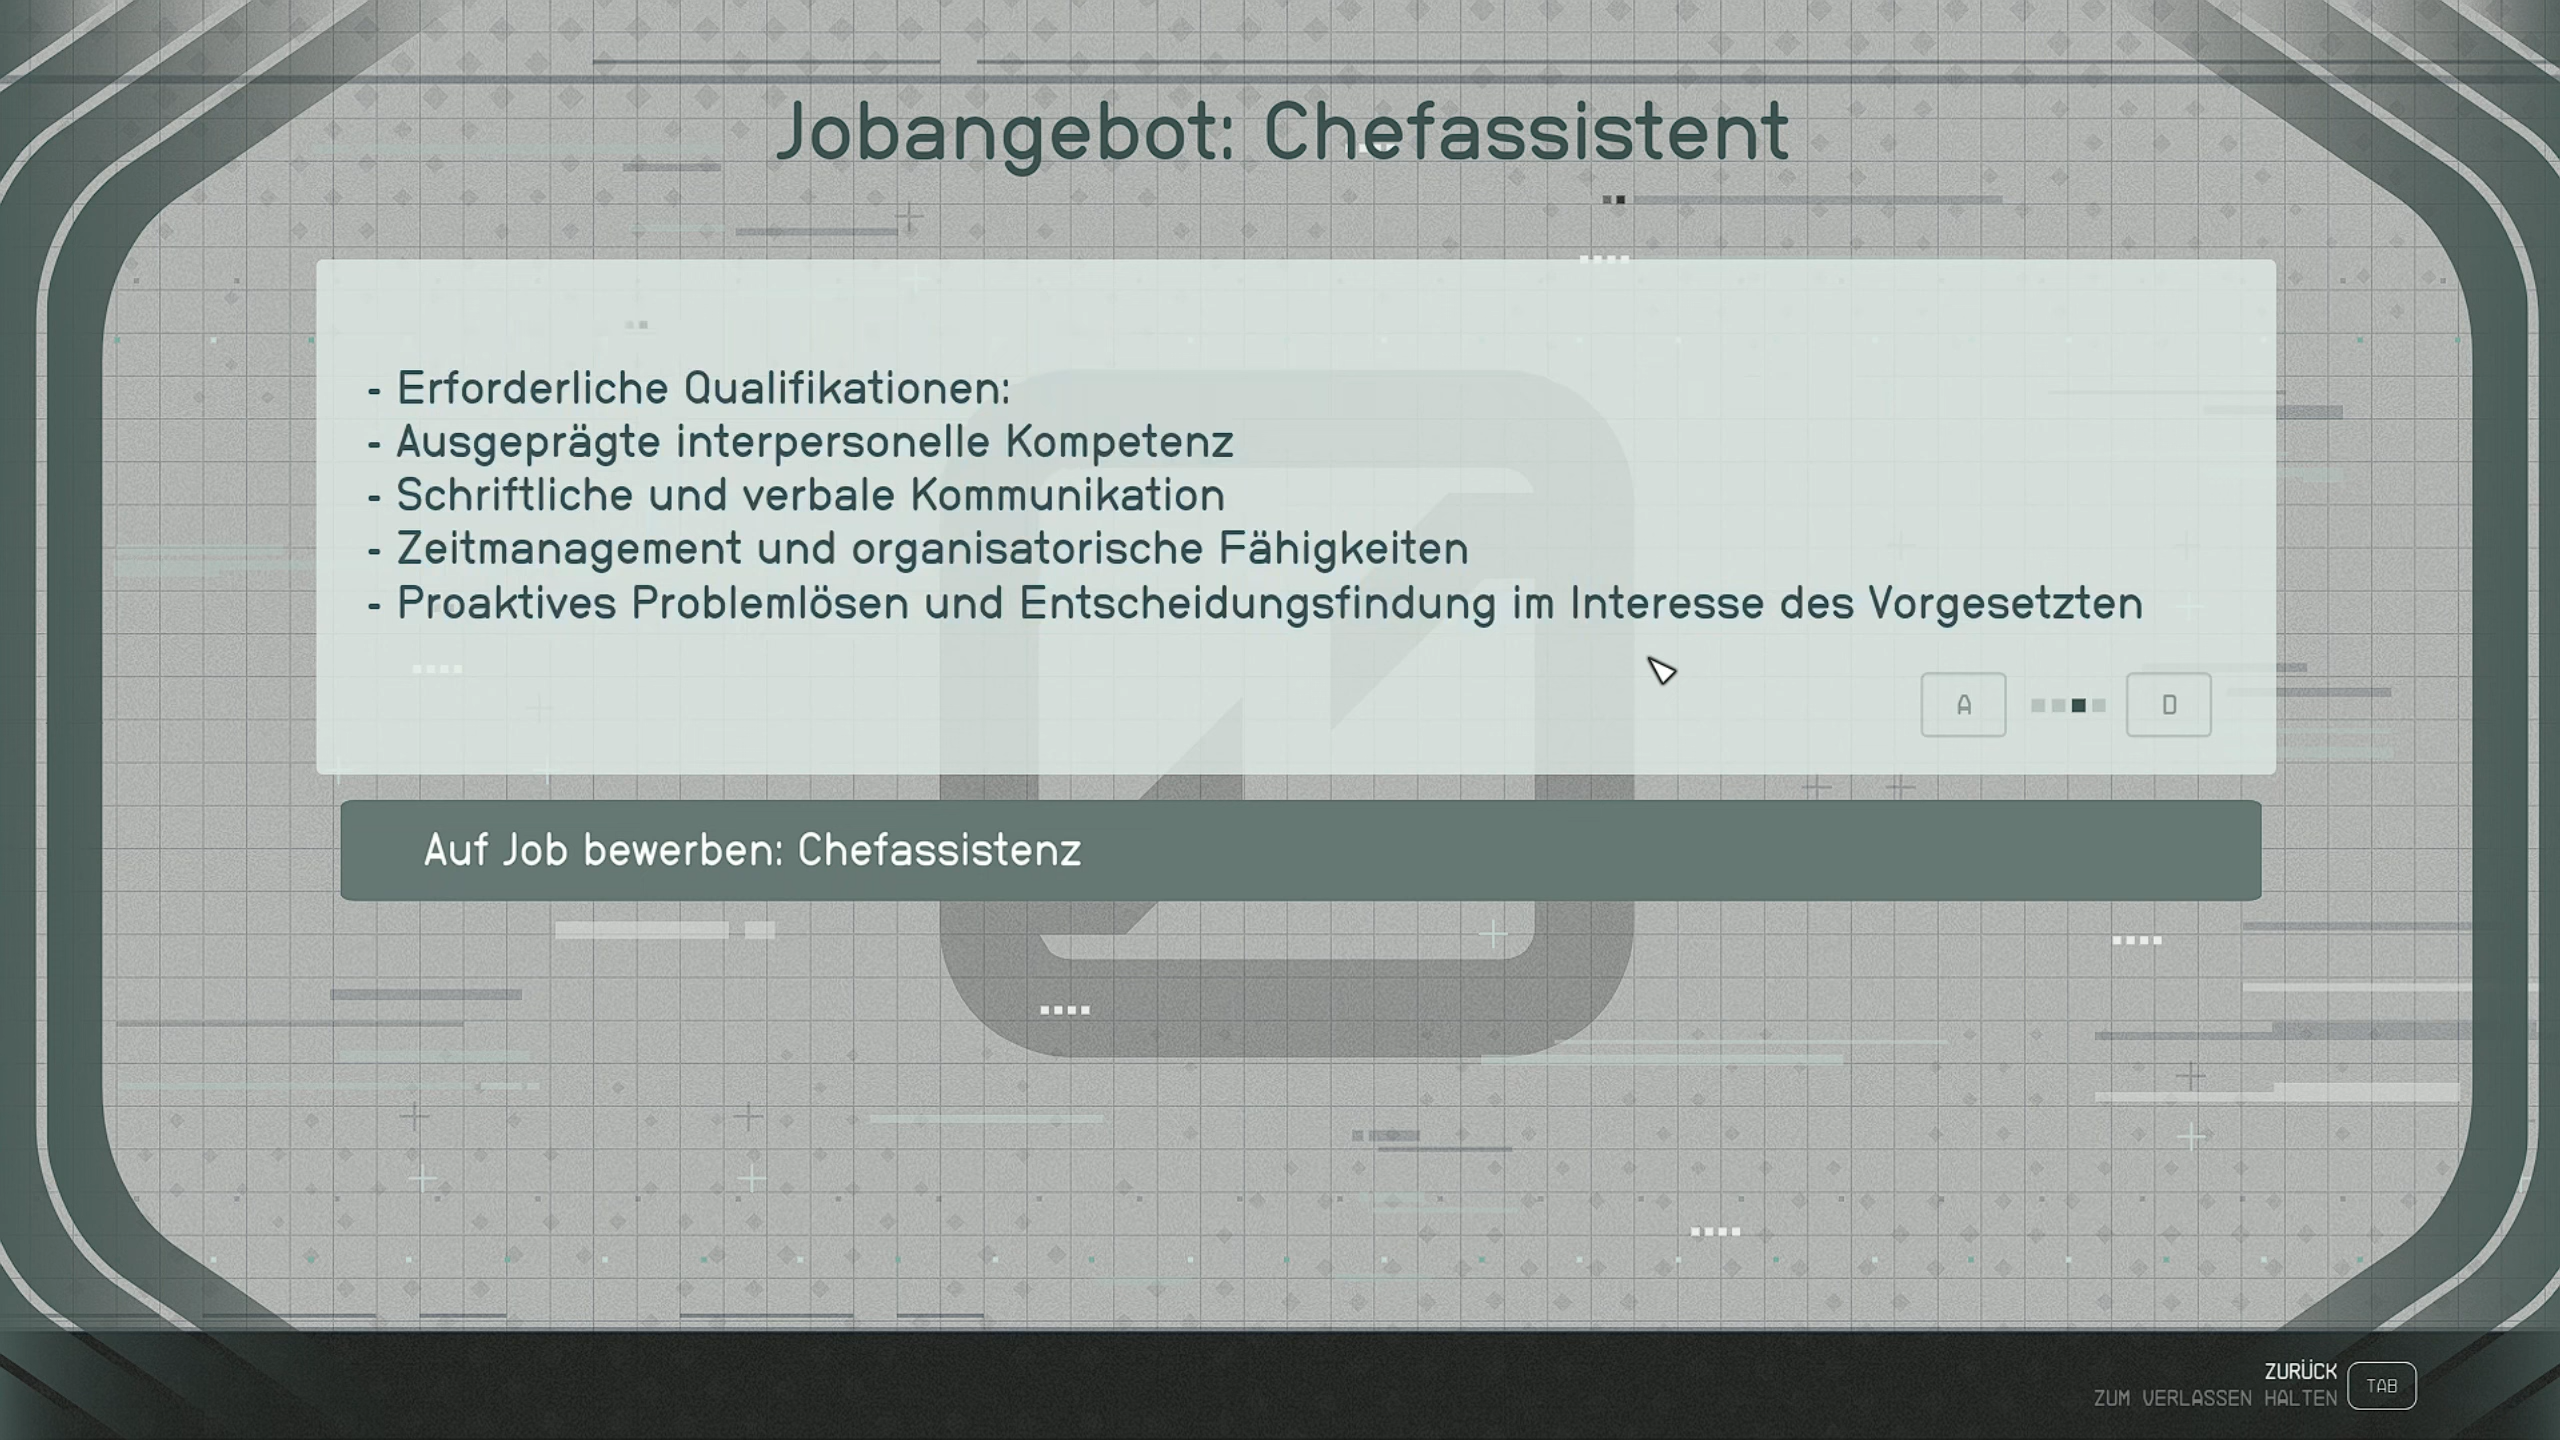 Jobangebot: Chefassistent
- Erforderliche Qualifikationen:
- Ausgeprägte interpersonelle Kompetenz
- Schriftliche und verbale Kommunikation
- Zeitmanagement und organisatorische Fähigkeiten
- Proaktives Problemlösen und Entscheidungsfindung im Interesse des Vorgesetzten
A
D
Auf Job bewerben: Chefassistenz
ZURÜCK
ZUM VERLASSEN HALTEN
TAB